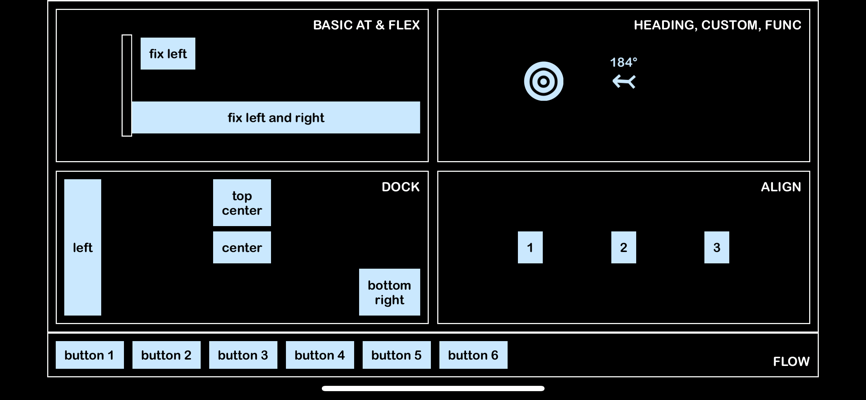 BASIC AT & FLEX
fix left
fix left and right
HEADING, CUSTOM, FUNC
184°
DOCK
left
top
center
center
bottom
right
ALIGN
1
2
3
button 1
button 2
button 3
button 4
button 5
button 6
FLOW